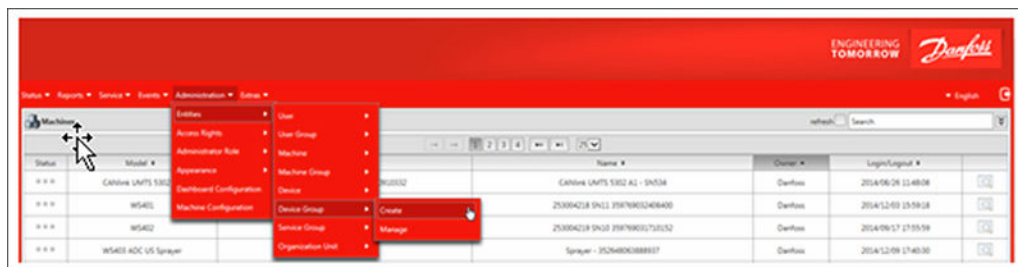 ENGINEERING
TOMORROW
Danfoss
Status Reports Service Events Administration Extras English
Machines refresh Search
Entities User
Access Rights User Group
Administrator Role Machine
Appearance Machine Group
Dashboard Configuration Device
Machine Configuration Device Group Create
Service Group Manage
Organization Unit
1 2 3 4 25
Status Model Name Owner Login/Logout
CANlink UMTS 5302 CANlink UMTS 5302 A1 - SN534 Danfoss 2014/06/26 11:48:08
WS401 253004218 SN11 359769032406400 Danfoss 2014/12/03 15:59:18
WS402 253004218 SN10 359769031710152 Danfoss 2014/09/17 17:55:59
WS403 ADC US Sprayer Sprayer - 352648063888937 Danfoss 2014/12/09 17:40:30